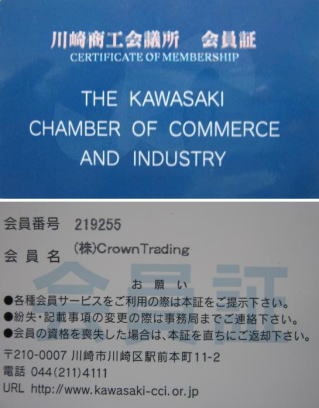 川崎商工会議所 会員証
CERTIFICATE OF MEMBERSHIP
THE KAWASAKI
CHAMBER OF COMMERCE
AND INDUSTRY
会員証
会員番号 219255
会員名 (株)CrownTrading
お願い
●各種会員サービスをご利用の際は本証をご提示下さい。
●紛失・記載事項の変更の際は事務局までご連絡下さい。
●会員の資格を喪失した場合は、本証を直ちにご返却下さい。
〒210-0007 川崎市川崎区駅前本町11-2
電話 044(211)4111
URL http://www.kawasaki-cci.or.jp